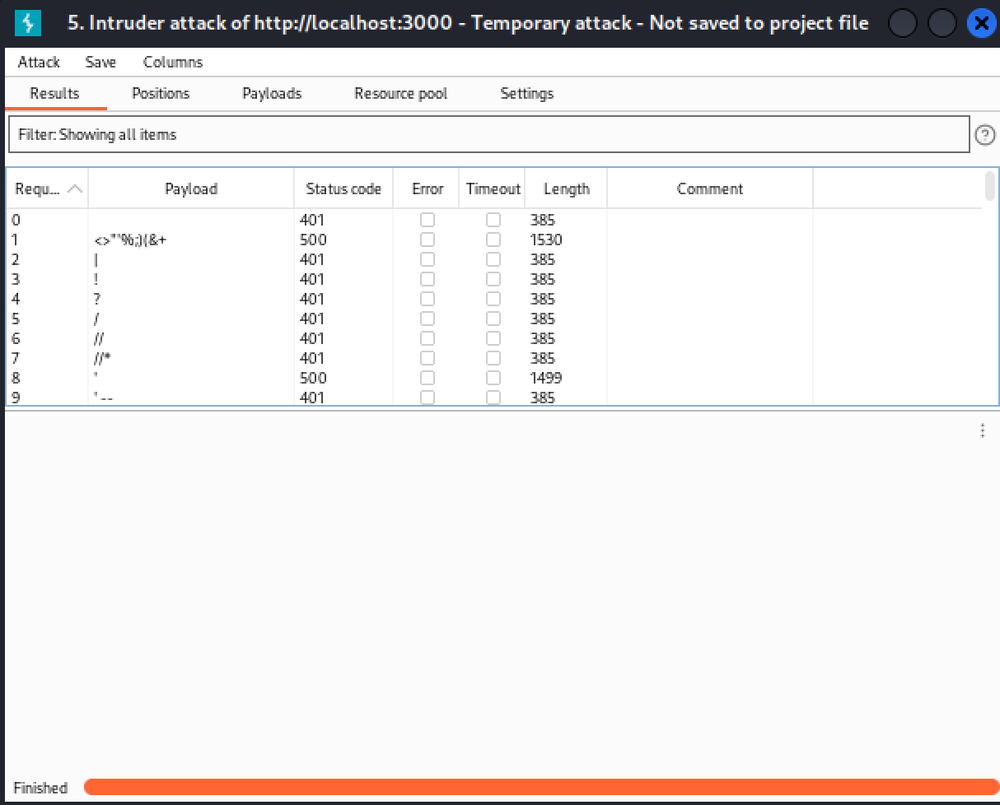 5. Intruder attack of http://localhost:3000 - Temporary attack - Not saved to project file
Attack Save Columns
Results Positions Payloads Resource pool Settings
Filter: Showing all items
Requ... Payload Status code Error Timeout Length Comment
0 401 385
1 <>"'%;)(&+ 500 1530
2 | 401 385
3 ! 401 385
4 ? 401 385
5 / 401 385
6 // 401 385
7 //* 401 385
8 ' 500 1499
9 ' -- 401 385
Finished